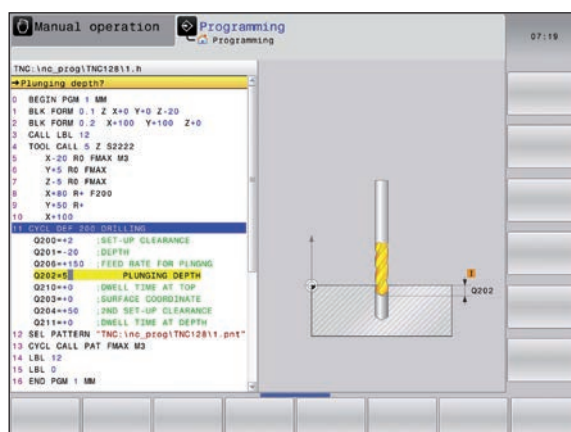 Manual operation
Programming
Programming
07:19
TNC:\nc_prog\TNC128\1.h
→Plunging depth?
0 BEGIN PGM 1 MM
1 BLK FORM 0.1 Z X+0 Y+0 Z-20
2 BLK FORM 0.2 X+100 Y+100 Z+0
3 CALL LBL 12
4 TOOL CALL 5 Z S2222
5 X-20 R0 FMAX M3
6 Y+5 R0 FMAX
7 Z-5 R0 FMAX
8 X+80 R+ F200
9 Y+50 R+
10 X+100
11 CYCL DEF 200 DRILLING
Q200=+2 ;SET-UP CLEARANCE
Q201=-20 ;DEPTH
Q206=+150 ;FEED RATE FOR PLNGNG
Q202=5 PLUNGING DEPTH
Q210=+0 ;DWELL TIME AT TOP
Q203=+0 ;SURFACE COORDINATE
Q204=+50 ;2ND SET-UP CLEARANCE
Q211=+0 ;DWELL TIME AT DEPTH
12 SEL PATTERN "TNC:\nc_prog\TNC128\1.pnt"
13 CYCL CALL PAT FMAX M3
14 LBL 12
15 LBL 0
16 END PGM 1 MM
I
Q202